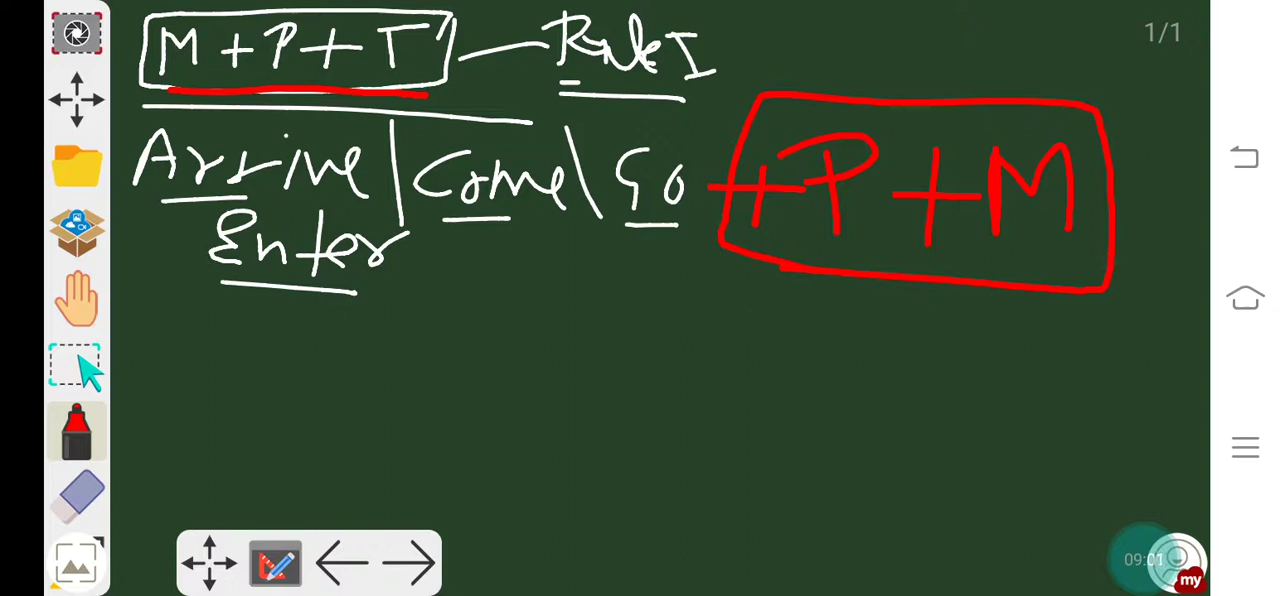 M + P + T — Rule I
1/1
Arrive | Come \ Go + P + M
Enter
09:01
my